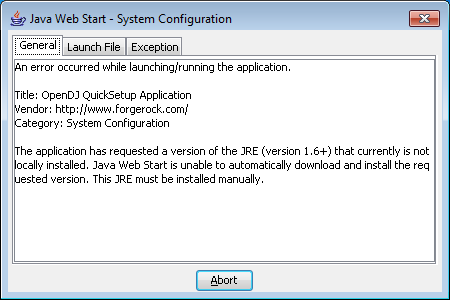 Java Web Start - System Configuration
General Launch File Exception
An error occurred while launching/running the application.
Title: OpenDJ QuickSetup Application
Vendor: http://www.forgerock.com/
Category: System Configuration
The application has requested a version of the JRE (version 1.6+) that currently is not
locally installed. Java Web Start is unable to automatically download and install the req
uested version. This JRE must be installed manually.
Abort